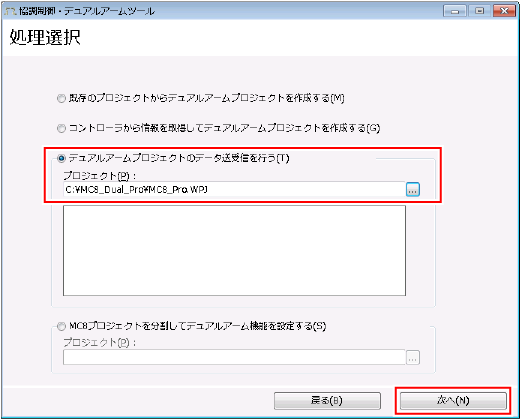 協調制御・デュアルアームツール
処理選択
既存のプロジェクトからデュアルアームプロジェクトを作成する(M)
コントローラから情報を取得してデュアルアームプロジェクトを作成する(G)
デュアルアームプロジェクトのデータ送受信を行う(T)
プロジェクト(P)：
C:¥MC8_Dual_Pro¥MC8_Pro.WPJ
...
MC8プロジェクトを分割してデュアルアーム機能を設定する(S)
プロジェクト(P)：
...
戻る(B)
次へ(N)